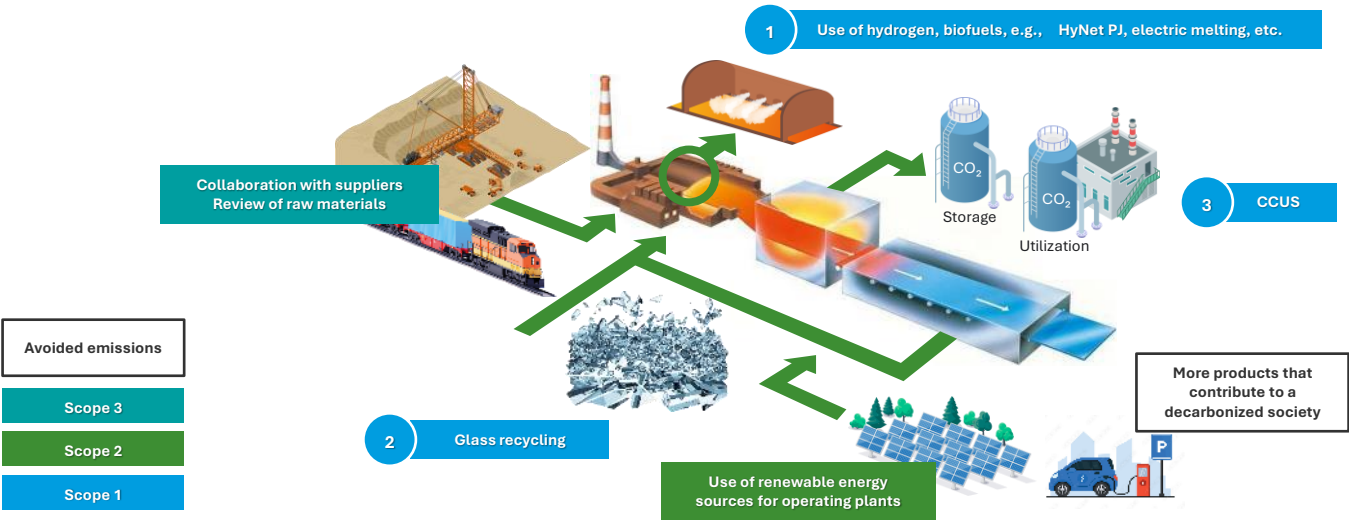 1
Use of hydrogen, biofuels, e.g., HyNet PJ, electric melting, etc.
Collaboration with suppliers
Review of raw materials
CO₂
CO₂
Storage
Utilization
3
CCUS
Avoided emissions
Scope 3
Scope 2
Scope 1
2
Glass recycling
Use of renewable energy
sources for operating plants
More products that
contribute to a
decarbonized society
P